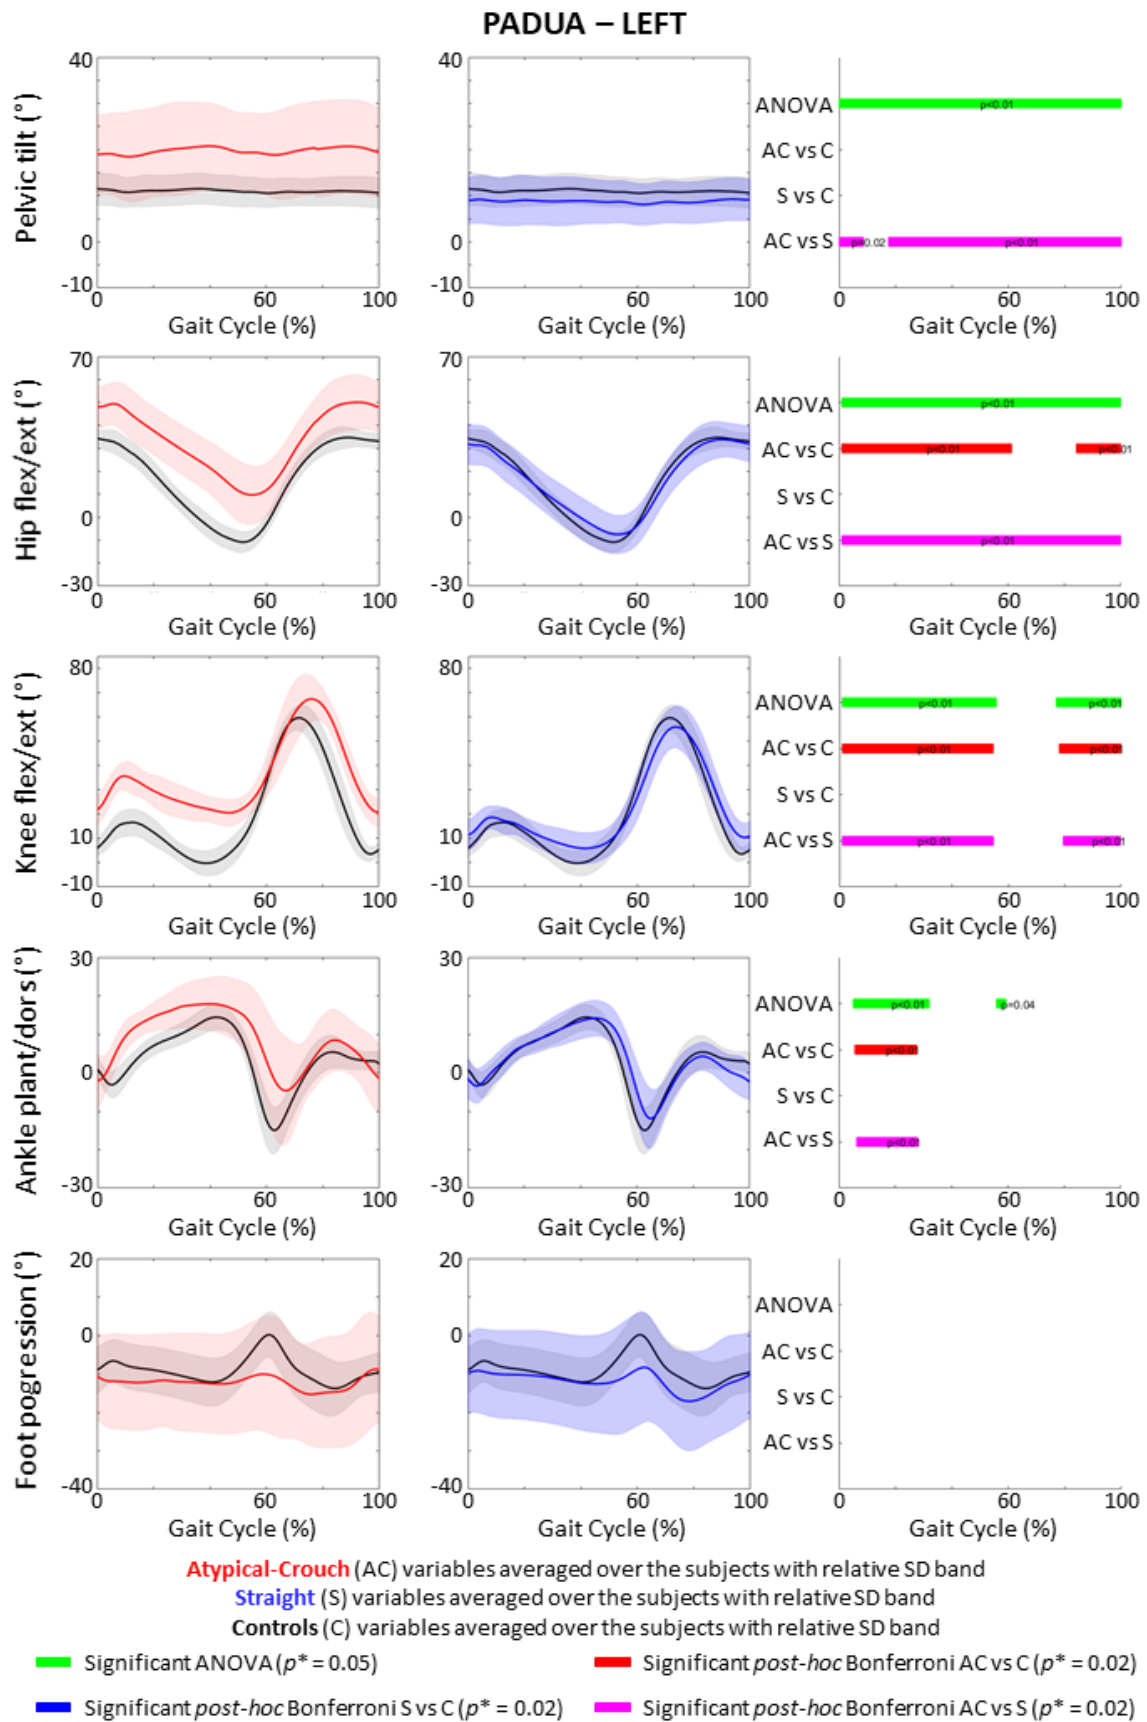 PADUA – LEFT
Pelvic tilt (°)
40
0
-10
0 60 100
Gait Cycle (%)
0 60 100
Gait Cycle (%)
ANOVA
p<0.01
AC vs C
S vs C
AC vs S
p=0.02
p<0.01
0 60 100
Gait Cycle (%)
Hip flex/ext (°)
70
0
-30
0 60 100
Gait Cycle (%)
0 60 100
Gait Cycle (%)
ANOVA
p<0.01
AC vs C
p<0.01
p<0.01
S vs C
AC vs S
p<0.01
0 60 100
Gait Cycle (%)
Knee flex/ext (°)
80
10
-10
0 60 100
Gait Cycle (%)
80
10
-10
0 60 100
Gait Cycle (%)
ANOVA
p<0.01
p<0.01
AC vs C
p<0.01
p<0.01
S vs C
AC vs S
p<0.01
p<0.01
0 60 100
Gait Cycle (%)
Ankle plant/dors (°)
30
0
-30
0 60 100
Gait Cycle (%)
30
0
-30
0 60 100
Gait Cycle (%)
ANOVA
p<0.01
p=0.04
AC vs C
p<0.01
S vs C
AC vs S
p<0.01
0 60 100
Gait Cycle (%)
Foot pogression (°)
20
0
-40
0 60 100
Gait Cycle (%)
20
0
-40
0 60 100
Gait Cycle (%)
ANOVA
AC vs C
S vs C
AC vs S
0 60 100
Gait Cycle (%)
Atypical-Crouch (AC) variables averaged over the subjects with relative SD band
Straight (S) variables averaged over the subjects with relative SD band
Controls (C) variables averaged over the subjects with relative SD band
Significant ANOVA (p* = 0.05)
Significant post-hoc Bonferroni AC vs C (p* = 0.02)
Significant post-hoc Bonferroni S vs C (p* = 0.02)
Significant post-hoc Bonferroni AC vs S (p* = 0.02)